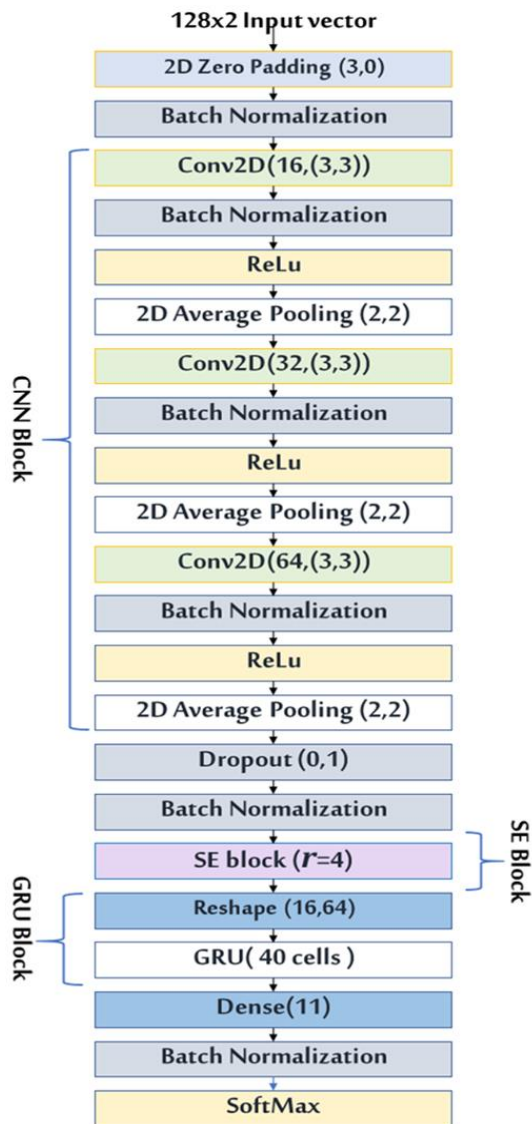 128x2 Input vector
2D Zero Padding (3,0)
Batch Normalization
Conv2D(16,(3,3))
Batch Normalization
ReLu
2D Average Pooling (2,2)
Conv2D(32,(3,3))
Batch Normalization
ReLu
2D Average Pooling (2,2)
Conv2D(64,(3,3))
Batch Normalization
ReLu
2D Average Pooling (2,2)
CNN Block
Dropout (0,1)
Batch Normalization
SE block (r=4)
SE Block
Reshape (16,64)
GRU( 40 cells )
GRU Block
Dense(11)
Batch Normalization
SoftMax